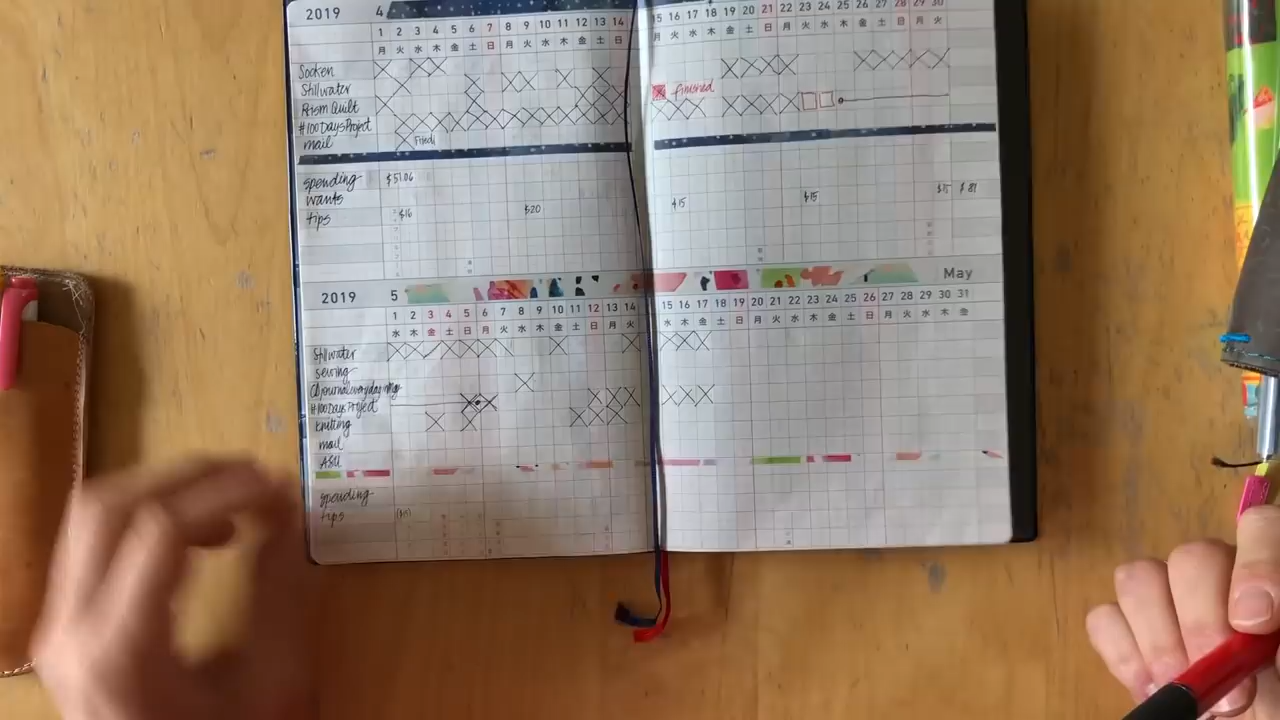 2019 4 1 2 3 4 5 6 7 8 9 10 11 12 13 14 15 16 17 18 19 20 21 22 23 24 25 26 27 28 29 30
月 火 水 木 金 土 日 月 火 水 木 金 土 日 月 火 水 木 金 土 日 月 火 水 木 金 土 日 月 火
Socken
Stillwater finished
Prism Quilt
#100DaysProject
mail Fried!
spending $51.06
wants $15 $81
tips $16 $20 $15 $15
May
2019 5 1 2 3 4 5 6 7 8 9 10 11 12 13 14 15 16 17 18 19 20 21 22 23 24 25 26 27 28 29 30 31
水 木 金 土 日 月 火 水 木 金 土 日 月 火 水 木 金 土 日 月 火 水 木 金 土 日 月 火 水 木 金
Stillwater
sewing
#100DaysProject
knitting
mail
spending
tips